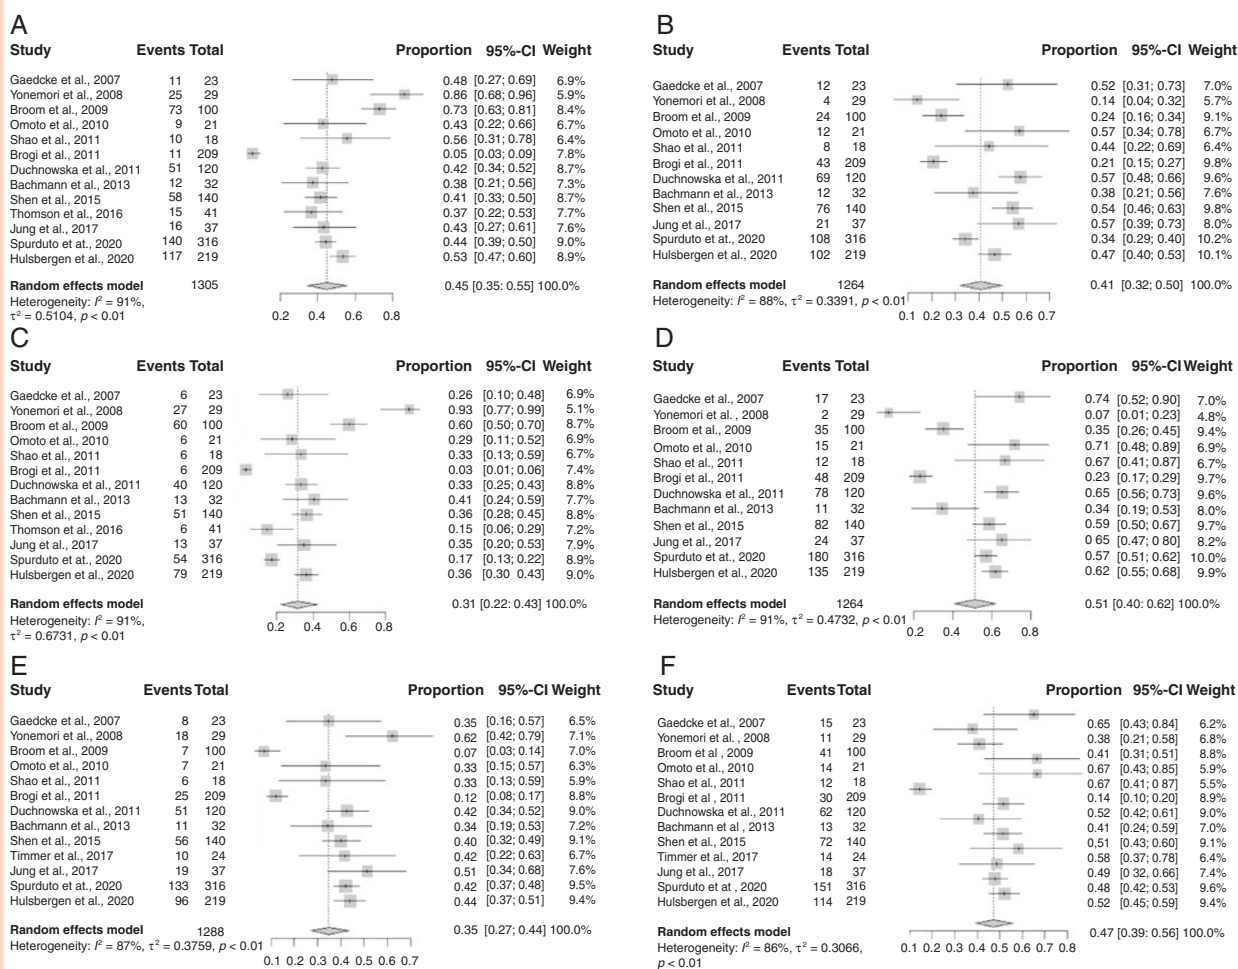 A
Study Events Total Proportion 95%-CI Weight
Gaedcke et al., 2007 11 23 0.48 [0.27; 0.69] 6.9%
Yonemori et al., 2008 25 29 0.86 [0.68; 0.96] 5.9%
Broom et al., 2009 73 100 0.73 [0.63; 0.81] 8.4%
Omoto et al., 2010 9 21 0.43 [0.22; 0.66] 6.7%
Shao et al., 2011 10 18 0.56 [0.31; 0.78] 6.4%
Brogi et al., 2011 11 209 0.05 [0.03; 0.09] 7.8%
Duchnowska et al., 2011 51 120 0.42 [0.34; 0.52] 8.7%
Bachmann et al., 2013 12 32 0.38 [0.21; 0.56] 7.3%
Shen et al., 2015 58 140 0.41 [0.33; 0.50] 8.7%
Thomson et al., 2016 15 41 0.37 [0.22; 0.53] 7.7%
Jung et al., 2017 16 37 0.43 [0.27; 0.61] 7.6%
Spurduto et at., 2020 140 316 0.44 [0.39; 0.50] 9.0%
Hulsbergen et al., 2020 117 219 0.53 [0.47; 0.60] 8.9%
Random effects model 1305 0.45 [0.35; 0.55] 100.0%
Heterogeneity: I² = 91%,
τ² = 0.5104, p < 0.01
0.2 0.4 0.6 0.8
B
Study Events Total Proportion 95%-CI Weight
Gaedcke et al., 2007 12 23 0.52 [0.31; 0.73] 7.0%
Yonemori et al., 2008 4 29 0.14 [0.04; 0.32] 5.7%
Broom et al., 2009 24 100 0.24 [0.16; 0.34] 9.1%
Omoto et al., 2010 12 21 0.57 [0.34; 0.78] 6.7%
Shao et al., 2011 8 18 0.44 [0.22; 0.69] 6.4%
Brogi et al., 2011 43 209 0.21 [0.15; 0.27] 9.8%
Duchnowska et al., 2011 69 120 0.57 [0.48; 0.66] 9.6%
Bachmann et al., 2013 12 32 0.38 [0.21; 0.56] 7.6%
Shen et al., 2015 76 140 0.54 [0.46; 0.63] 9.8%
Jung et al., 2017 21 37 0.57 [0.39; 0.73] 8.0%
Spurduto et at., 2020 108 316 0.34 [0.29; 0.40] 10.2%
Hulsbergen et al., 2020 102 219 0.47 [0.40; 0.53] 10.1%
Random effects model 1264 0.41 [0.32; 0.50] 100.0%
Heterogeneity: I² = 88%, τ² = 0.3391, p < 0.01
0.1 0.2 0.3 0.4 0.5 0.6 0.7
C
Study Events Total Proportion 95%-CI Weight
Gaedcke et al., 2007 6 23 0.26 [0.10; 0.48] 6.9%
Yonemori et al., 2008 27 29 0.93 [0.77; 0.99] 5.1%
Broom et al., 2009 60 100 0.60 [0.50; 0.70] 8.7%
Omoto et al., 2010 6 21 0.29 [0.11; 0.52] 6.9%
Shao et al., 2011 6 18 0.33 [0.13; 0.59] 6.7%
Brogi et al., 2011 6 209 0.03 [0.01; 0.06] 7.4%
Duchnowska et al., 2011 40 120 0.33 [0.25; 0.43] 8.8%
Bachmann et al., 2013 13 32 0.41 [0.24; 0.59] 7.7%
Shen et al., 2015 51 140 0.36 [0.28; 0.45] 8.8%
Thomson et al., 2016 6 41 0.15 [0.06; 0.29] 7.2%
Jung et al., 2017 13 37 0.35 [0.20; 0.53] 7.9%
Spurduto et at., 2020 54 316 0.17 [0.13; 0.22] 8.9%
Hulsbergen et al., 2020 79 219 0.36 [0.30 0.43] 9.0%
Random effects model 0.31 [0.22: 0.43] 100.0%
Heterogeneity: I² = 91%,
τ² = 0.6731, p < 0.01
0.2 0.4 0.6 0.8
D
Study Events Total Proportion 95%-CI Weight
Gaedcke et al., 2007 17 23 0.74 [0.52; 0.90] 7.0%
Yonemori et al. , 2008 2 29 0.07 [0.01; 0.23] 4.8%
Broom et al., 2009 35 100 0.35 [0.26; 0.45] 9.4%
Omoto et al., 2010 15 21 0.71 [0.48; 0.89] 6.9%
Shao et al., 2011 12 18 0.67 [0.41; 0.87] 6.7%
Brogi et al., 2011 48 209 0.23 [0.17; 0.29] 9.7%
Duchnowska et al., 2011 78 120 0.65 [0.56; 0.73] 9.6%
Bachmann et al., 2013 11 32 0.34 [0.19; 0.53] 8.0%
Shen et al., 2015 82 140 0.59 [0.50; 0.67] 9.7%
Jung et al., 2017 24 37 0 65 [0.47; 0 80] 8.2%
Spurduto et at., 2020 180 316 0.57 [0.51; 0.62] 10.0%
Hulsbergen et al., 2020 135 219 0.62 [0.55; 0.68] 9.9%
Random effects model 1264 0.51 [0.40: 0.62] 100.0%
Heterogeneity: I² = 91%, τ² = 0.4732, p < 0.01
0.2 0.4 0.6 0.8
E
Study Events Total Proportion 95%-CI Weight
Gaedcke et al., 2007 8 23 0.35 [0.16; 0.57] 6.5%
Yonemori et al., 2008 18 29 0.62 [0.42; 0.79] 7.1%
Broom et al., 2009 7 100 0.07 [0.03; 0.14] 7.0%
Omoto et al., 2010 7 21 0.33 [0.15; 0.57] 6.3%
Shao et al., 2011 6 18 0.33 [0.13; 0.59] 5.9%
Brogi et al., 2011 25 209 0.12 [0.08; 0.17] 8.8%
Duchnowska et al., 2011 51 120 0.42 [0.34; 0.52] 9.0%
Bachmann et al., 2013 11 32 0.34 [0.19; 0.53] 7.2%
Shen et al., 2015 56 140 0.40 [0.32; 0.49] 9.1%
Timmer et al., 2017 10 24 0.42 [0.22; 0.63] 6.7%
Jung et al., 2017 19 37 0.51 [0.34; 0.68] 7.6%
Spurduto et at., 2020 133 316 0.42 [0.37; 0.48] 9.5%
Hulsbergen et al., 2020 96 219 0.44 [0.37; 0.51] 9.4%
Random effects model 1288 0.35 [0.27; 0.44] 100.0%
Heterogeneity: I² = 87%, τ² = 0.3759, p < 0.01
0.1 0.2 0.3 0.4 0.5 0.6 0.7
F
Study Events Total Proportion 95%-CI Weight
Gaedcke et al., 2007 15 23 0.65 [0.43; 0.84] 6.2%
Yonemori et al., 2008 11 29 0.38 [0.21; 0.58] 6.8%
Broom et al , 2009 41 100 0.41 [0.31; 0.51] 8.8%
Omoto et al., 2010 14 21 0.67 [0.43; 0.85] 5.9%
Shao et al., 2011 12 18 0.67 [0.41; 0 87] 5.5%
Brogi et al , 2011 30 209 0.14 [0.10; 0.20] 8.9%
Duchnowska et al., 2011 62 120 0.52 [0.42; 0.61] 9.0%
Bachmann et al , 2013 13 32 0.41 [0.24; 0.59] 7.0%
Shen et al., 2015 72 140 0.51 [0.43; 0.60] 9.1%
Timmer et al., 2017 14 24 0.58 [0.37; 0.78] 6.4%
Jung et al., 2017 18 37 0.49 [0 32; 0.66] 7.4%
Spurduto et at , 2020 151 316 0.48 [0.42; 0.53] 9.6%
Hulsbergen et al., 2020 114 219 0.52 [0.45; 0.59] 9.4%
Random effects model 0.47 [0.39; 0.56] 100.0%
Heterogeneity: I² = 86%, τ² = 0.3066,
p < 0.01
0.1 0.2 0.3 0.4 0.5 0.6 0.7 0.8